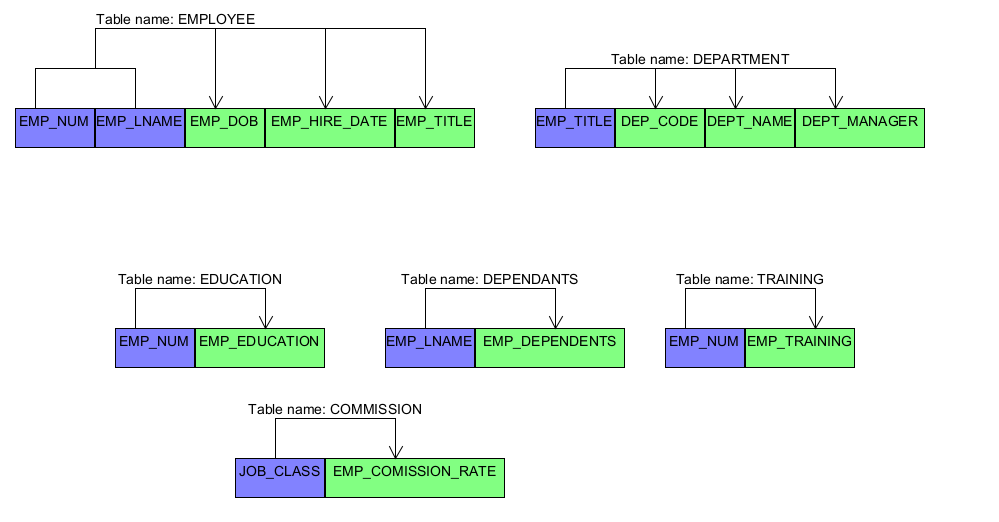 Table name: EMPLOYEE
Table name: DEPARTMENT
EMP_NUM EMP_LNAME EMP_DOB EMP_HIRE_DATE EMP_TITLE
EMP_TITLE DEP_CODE DEPT_NAME DEPT_MANAGER
Table name: EDUCATION
Table name: DEPENDANTS
Table name: TRAINING
EMP_NUM EMP_EDUCATION
EMP_LNAME EMP_DEPENDENTS
EMP_NUM EMP_TRAINING
Table name: COMMISSION
JOB_CLASS EMP_COMISSION_RATE